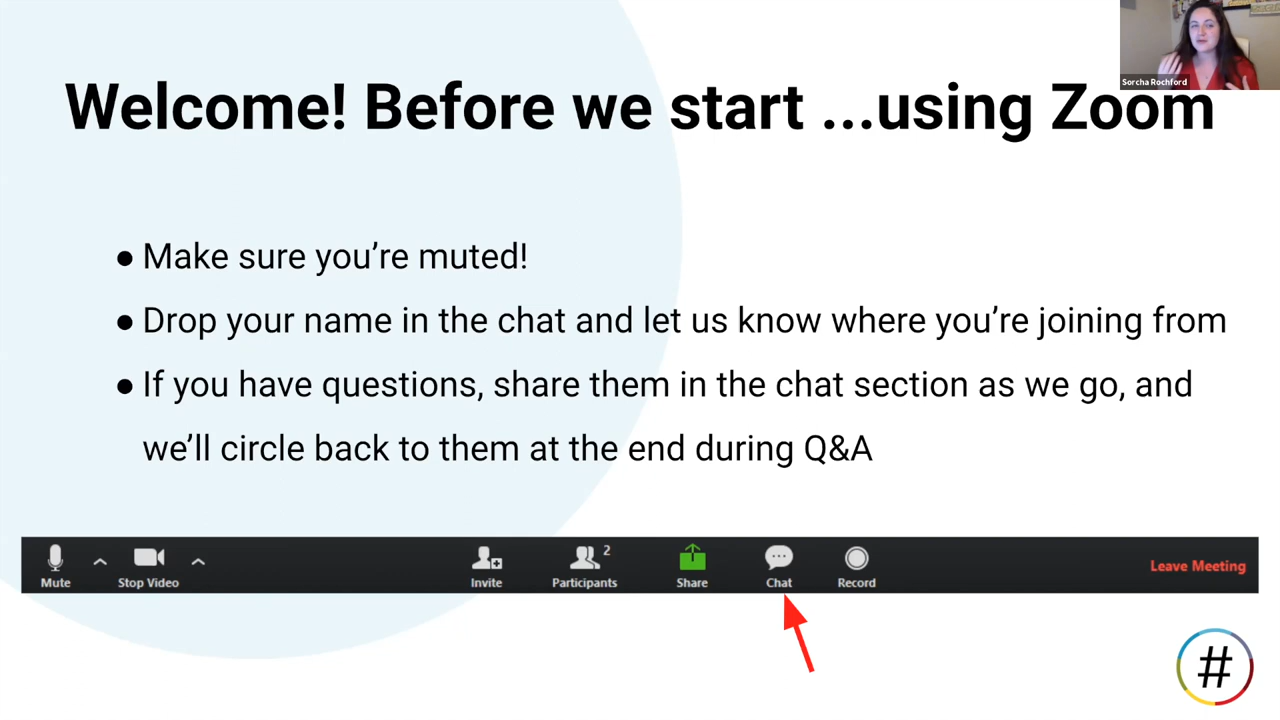 Sorcha Rochford
Welcome! Before we start ...using Zoom
● Make sure you’re muted!
● Drop your name in the chat and let us know where you’re joining from
● If you have questions, share them in the chat section as we go, and
we’ll circle back to them at the end during Q&A
Mute
Stop Video
Invite
2
Participants
Share
Chat
Record
Leave Meeting
#